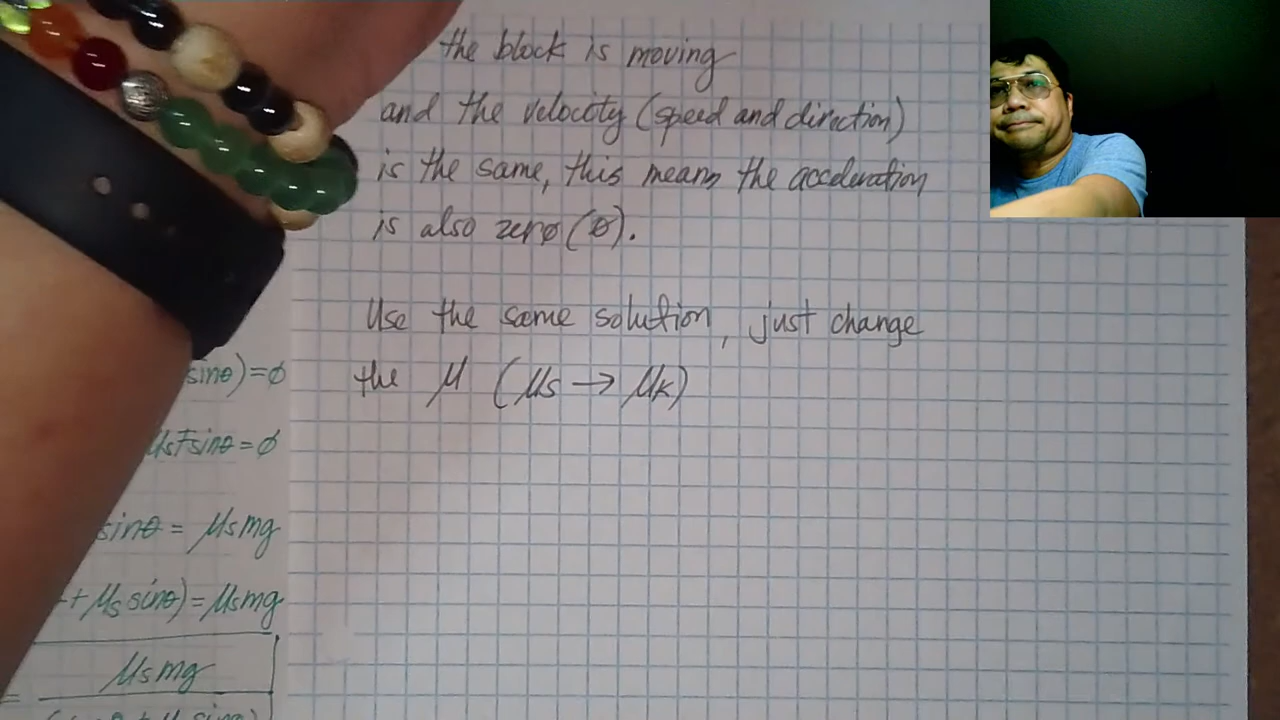 the block is moving
and the velocity (speed and direction)
is the same, this means the acceleration
is also zero (0).
Use the same solution, just change
the μ (μs → μk)
sinθ) = 0
μsFsinθ = 0
sinθ = μsmg
+ μs sinθ) = μsmg
= μsmg